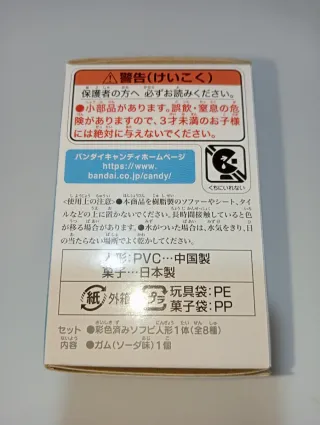 ⚠警告(けいこく)
保護者の方へ 必ずお読みください。
●小部品があります。誤飲・窒息の危
険がありますので、3才未満のお子様
には絶対に与えないでください。
バンダイキャンディホームページ
https://www.
bandai.co.jp/candy/
くちにいれない
<使用上の注意>●本商品を樹脂製のソファーやシート、タイ
ルなどの上に置かないでください。長時間接触していると色
が移る場合があります。●水がついた場合は、水気をきり、日
の当たらない場所でよく乾かしてください。
人形:PVC…中国製
菓子…日本製
紙 外箱 プラ 玩具袋:PE
菓子袋:PP
セット ●彩色済みソフビ人形1体(全8種)
内容 ●ガム(ソーダ味)1個